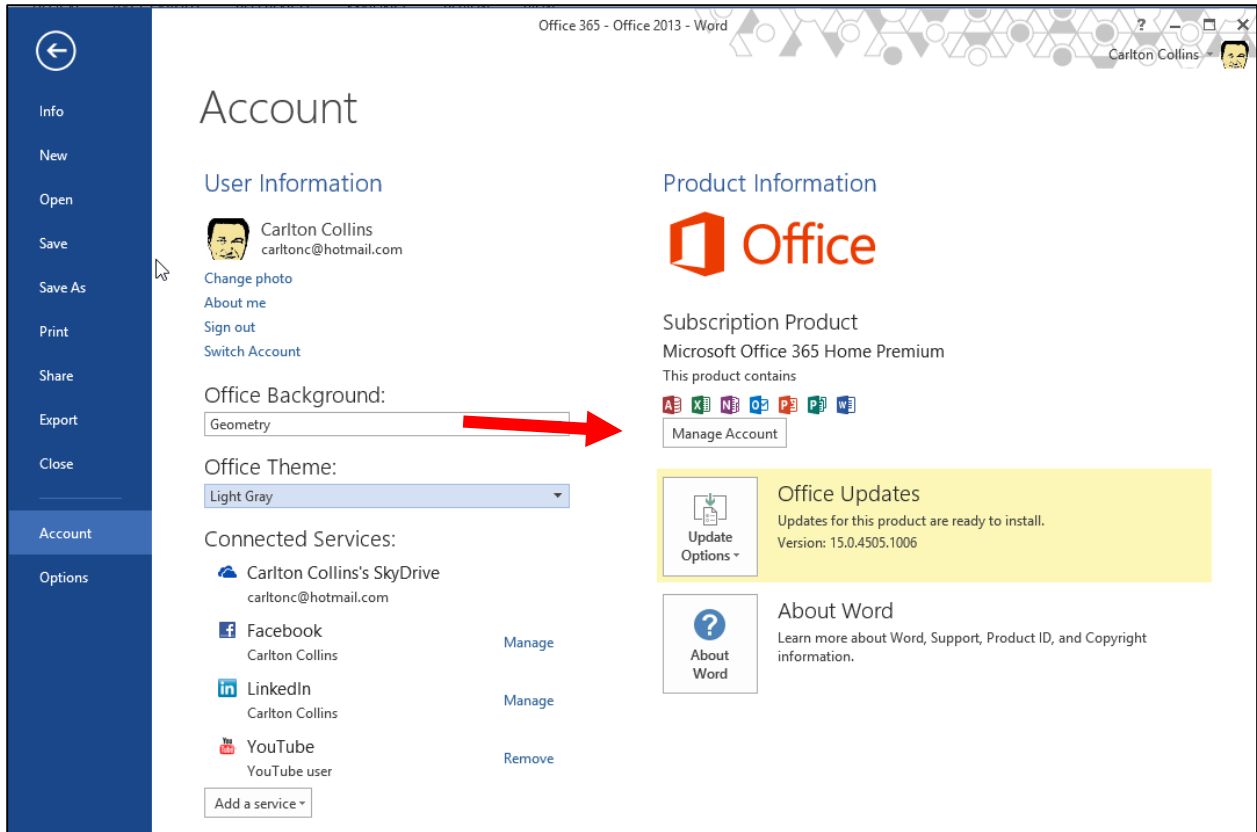 Office 365 - Office 2013 - Word
?
Carlton Collins
Info
New
Open
Save
Save As
Print
Share
Export
Close
Account
Options
Account
User Information
Carlton Collins
carltonc@hotmail.com
Change photo
About me
Sign out
Switch Account
Office Background:
Geometry
Office Theme:
Light Gray
Connected Services:
Carlton Collins's SkyDrive
carltonc@hotmail.com
Facebook
Carlton Collins
Manage
LinkedIn
Carlton Collins
Manage
YouTube
YouTube user
Remove
Add a service
Product Information
Office
Subscription Product
Microsoft Office 365 Home Premium
This product contains
Manage Account
Update
Options
Office Updates
Updates for this product are ready to install.
Version: 15.0.4505.1006
?
About
Word
About Word
Learn more about Word, Support, Product ID, and Copyright
information.